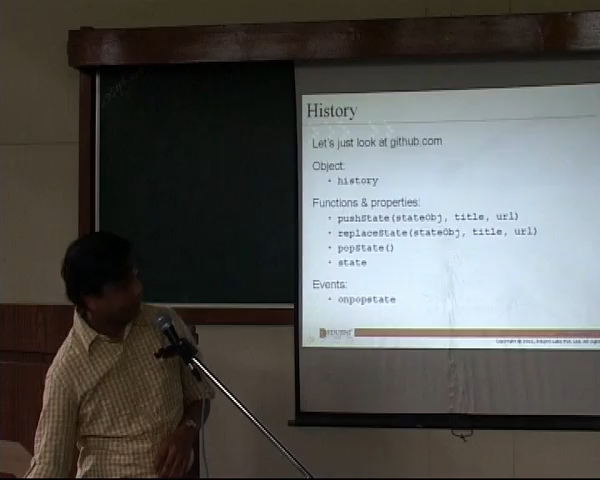 History
Let's just look at github.com
Object:
• history
Functions & properties:
• pushState(stateObj, title, url)
• replaceState(stateObj, title, url)
• popState()
• state
Events:
• onpopstate